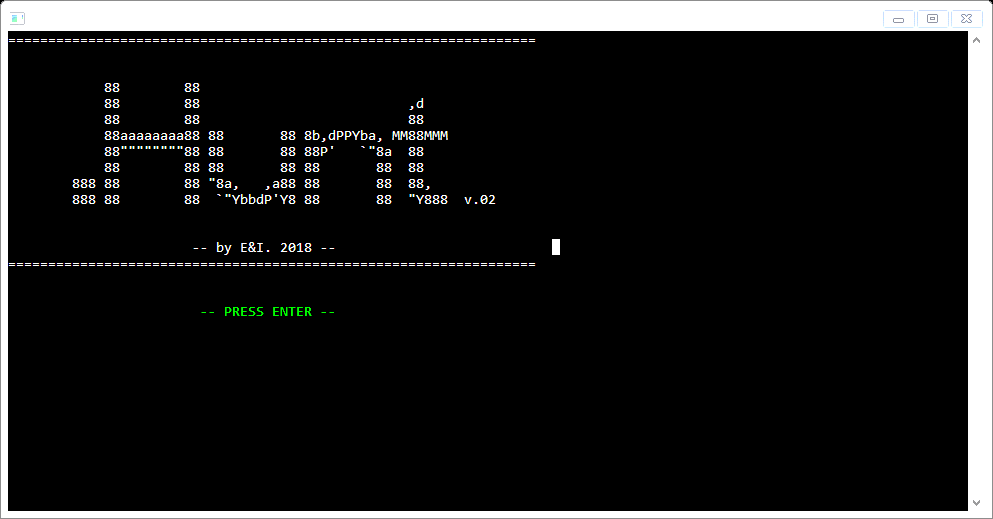 ==================================================================
            88        88
            88        88                          ,d
            88        88                          88
            88aaaaaaaa88 88       88 8b,dPPYba, MM88MMM
            88""""""""88 88       88 88P'   `"8a  88
            88        88 88       88 88       88  88
        888 88        88 "8a,   ,a88 88       88  88,
        888 88        88  `"YbbdP'Y8 88       88  "Y888  v.02
                       -- by E&I. 2018 --
==================================================================
                        -- PRESS ENTER --